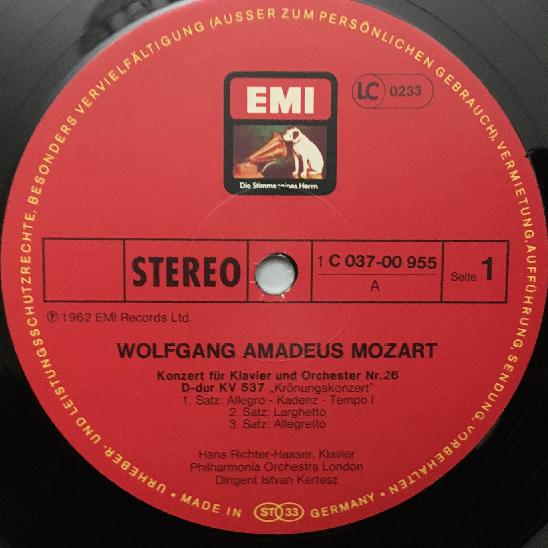 URHEBER- UND LEISTUNGSSCHUTZRECHTE, BESONDERS VERVIELFÄLTIGUNG (AUSSER ZUM PERSÖNLICHEN GEBRAUCH), VERMIETUNG, AUFFÜHRUNG, SENDUNG, VORBEHALTEN
EMI
LC 0233
Die Stimme seines Herrn
STEREO
1 C 037-00 955
A
Seite 1
Ⓟ 1962 EMI Records Ltd.
WOLFGANG AMADEUS MOZART
Konzert für Klavier und Orchester Nr. 26
D-dur KV 537 „Krönungskonzert"
1. Satz: Allegro - Kadenz - Tempo I
2. Satz: Larghetto
3. Satz: Allegretto
Hans Richter-Haaser, Klavier
Philharmonia Orchestra London
Dirigent Istvan Kertesz
• MADE IN ST 33 GERMANY •